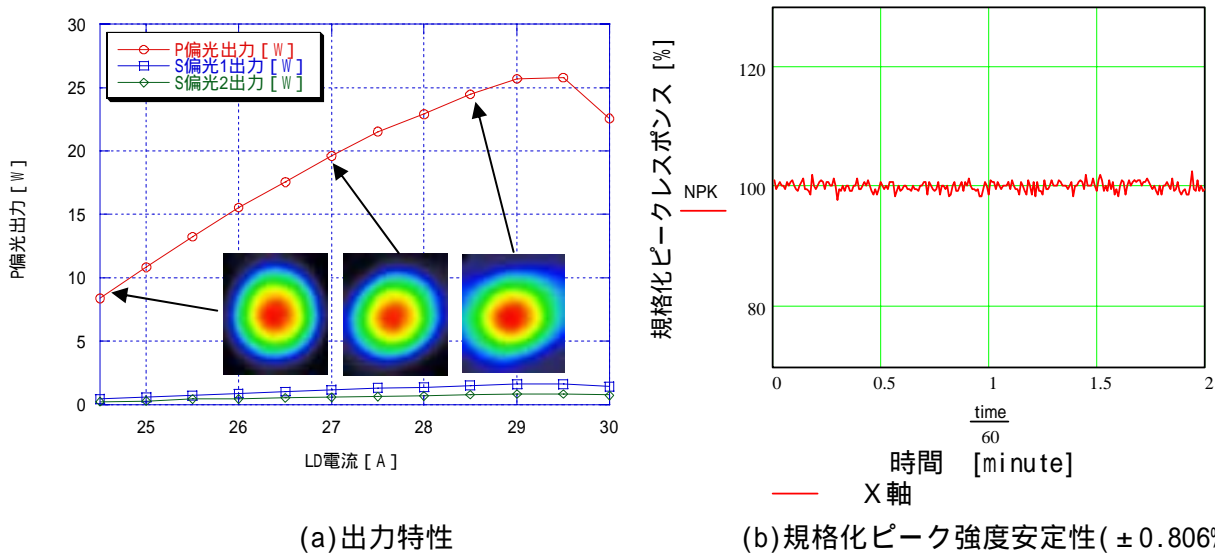 30
25
20
15
10
5
0
P偏光出力 [W]
P偏光出力 [W]
S偏光1出力 [W]
S偏光2出力 [W]
25 26 27 28 29 30
LD電流 [A]
(a)出力特性
規格化ピークレスポンス [%]
NPK
120
100
80
0 0.5 1 1.5 2
time
60
時間 [minute]
X軸
(b)規格化ピーク強度安定性(±0.806%